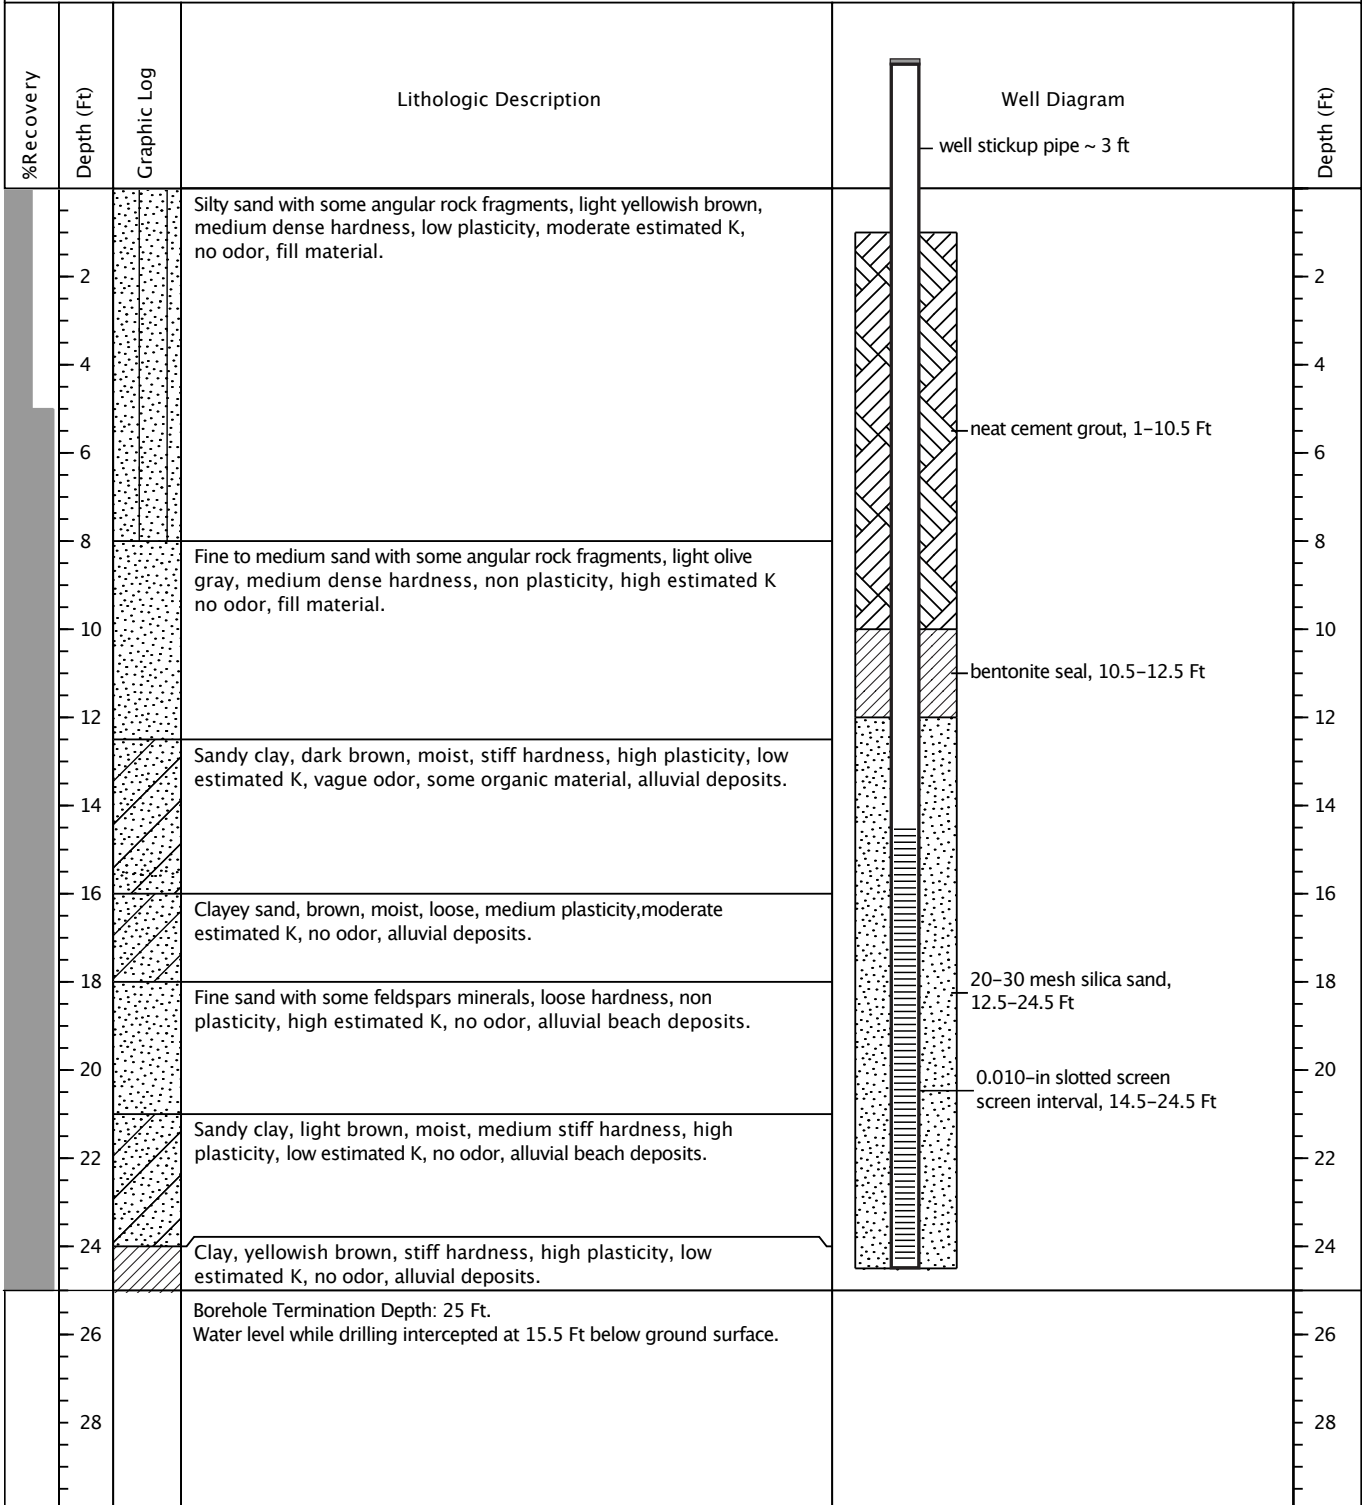 %Recovery
Depth (Ft)
Graphic Log
Lithologic Description
Well Diagram
Depth (Ft)
well stickup pipe ~ 3 ft
Silty sand with some angular rock fragments, light yellowish brown,
medium dense hardness, low plasticity, moderate estimated K,
no odor, fill material.
2
2
4
4
neat cement grout, 1-10.5 Ft
6
6
8
8
Fine to medium sand with some angular rock fragments, light olive
gray, medium dense hardness, non plasticity, high estimated K
no odor, fill material.
10
10
bentonite seal, 10.5-12.5 Ft
12
12
Sandy clay, dark brown, moist, stiff hardness, high plasticity, low
estimated K, vague odor, some organic material, alluvial deposits.
14
14
16
16
Clayey sand, brown, moist, loose, medium plasticity,moderate
estimated K, no odor, alluvial deposits.
18
18
20-30 mesh silica sand,
12.5-24.5 Ft
Fine sand with some feldspars minerals, loose hardness, non
plasticity, high estimated K, no odor, alluvial beach deposits.
20
20
0.010-in slotted screen
screen interval, 14.5-24.5 Ft
Sandy clay, light brown, moist, medium stiff hardness, high
plasticity, low estimated K, no odor, alluvial beach deposits.
22
22
24
24
Clay, yellowish brown, stiff hardness, high plasticity, low
estimated K, no odor, alluvial deposits.
Borehole Termination Depth: 25 Ft.
Water level while drilling intercepted at 15.5 Ft below ground surface.
26
26
28
28